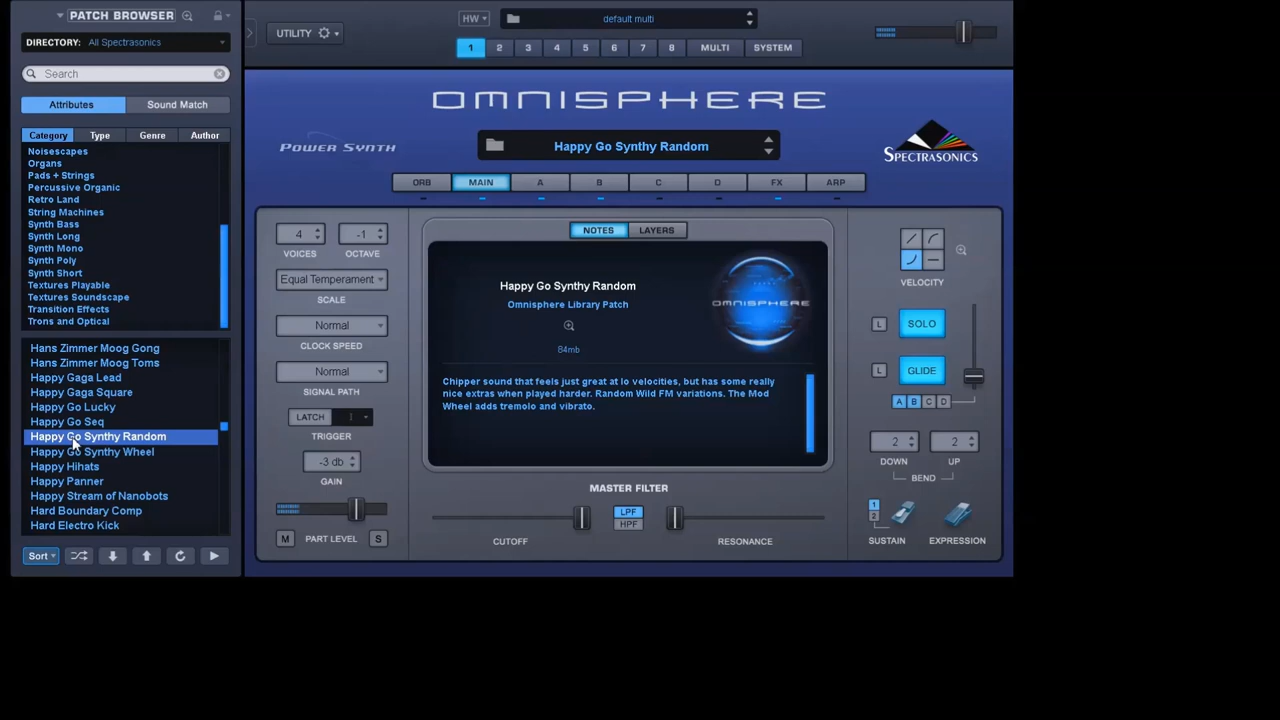 PATCH BROWSER
DIRECTORY: All Spectrasonics
Search
Attributes Sound Match
Category Type Genre Author
Noisescapes
Organs
Pads + Strings
Percussive Organic
Retro Land
String Machines
Synth Bass
Synth Long
Synth Mono
Synth Poly
Synth Short
Textures Playable
Textures Soundscape
Transition Effects
Trons and Optical
Hans Zimmer Moog Gong
Hans Zimmer Moog Toms
Happy Gaga Lead
Happy Gaga Square
Happy Go Lucky
Happy Go Seq
Happy Go Synthy Random
Happy Go Synthy Wheel
Happy Hihats
Happy Panner
Happy Stream of Nanobots
Hard Boundary Comp
Hard Electro Kick
Sort
UTILITY
HW
default multi
1 2 3 4 5 6 7 8 MULTI SYSTEM
OMNISPHERE
POWER SYNTH
Happy Go Synthy Random
SPECTRASONICS
ORB MAIN A B C D FX ARP
4 -1
VOICES OCTAVE
Equal Temperament
SCALE
Normal
CLOCK SPEED
Normal
SIGNAL PATH
LATCH 1
TRIGGER
-3 db
GAIN
M PART LEVEL S
NOTES LAYERS
Happy Go Synthy Random
Omnisphere Library Patch
84mb
OMNISPHERE
Chipper sound that feels just great at lo velocities, but has some really
nice extras when played harder. Random Wild FM variations. The Mod
Wheel adds tremolo and vibrato.
MASTER FILTER
LPF
HPF
CUTOFF RESONANCE
VELOCITY
L SOLO
L GLIDE
A B C D
2 2
DOWN UP
BEND
1
2
SUSTAIN EXPRESSION